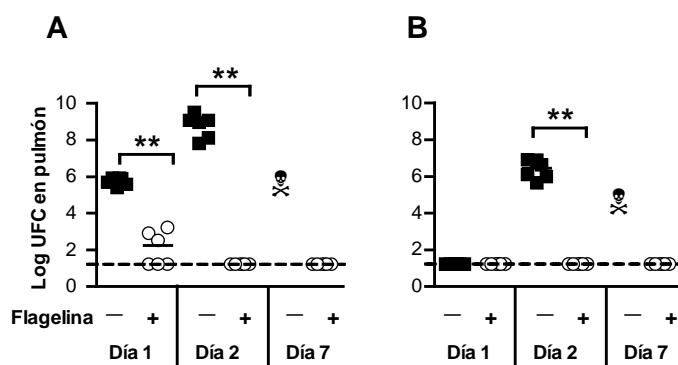 A
B
**
**
**
10
8
6
4
2
0
10
8
6
4
2
0
Log UFC en pulmón
Flagelina
— + — + — +
— + — + — +
Día 1 Día 2 Día 7
Día 1 Día 2 Día 7